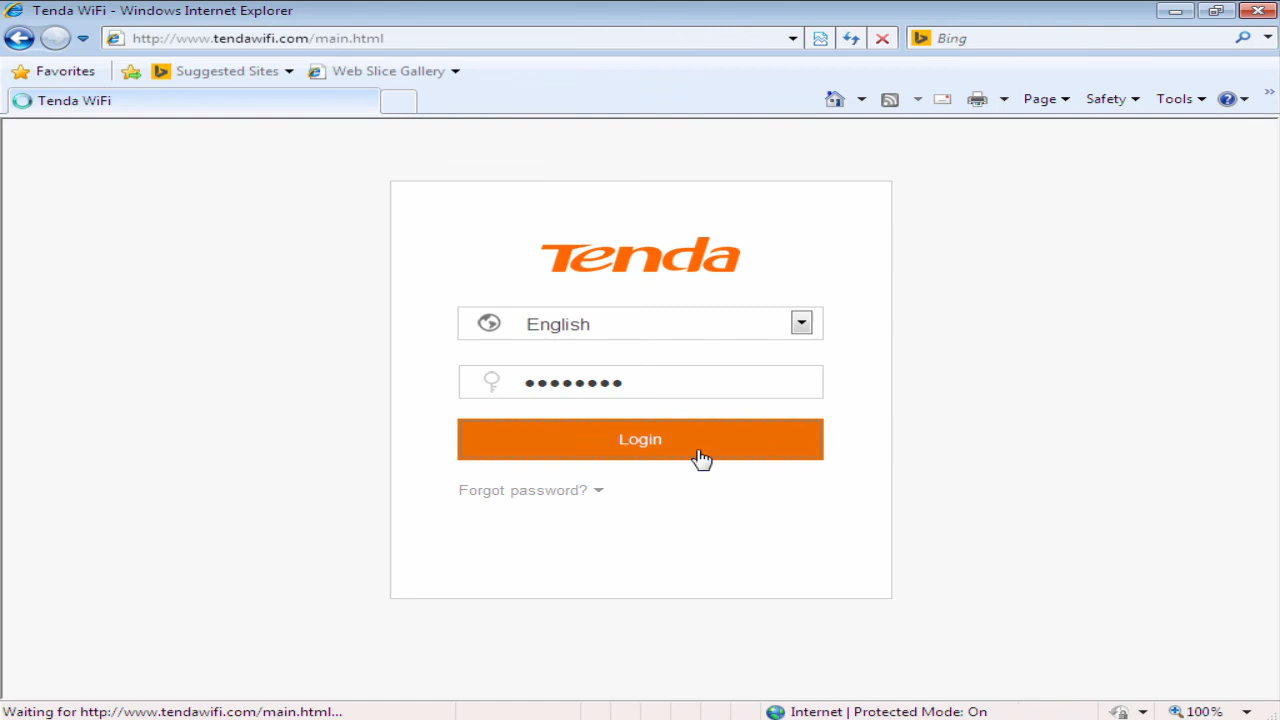 Tenda WiFi - Windows Internet Explorer
http://www.tendawifi.com/main.html
Bing
Favorites
Suggested Sites
Web Slice Gallery
Tenda WiFi
Page
Safety
Tools
Tenda
English
Login
Forgot password?
Waiting for http://www.tendawifi.com/main.html...
Internet | Protected Mode: On
100%